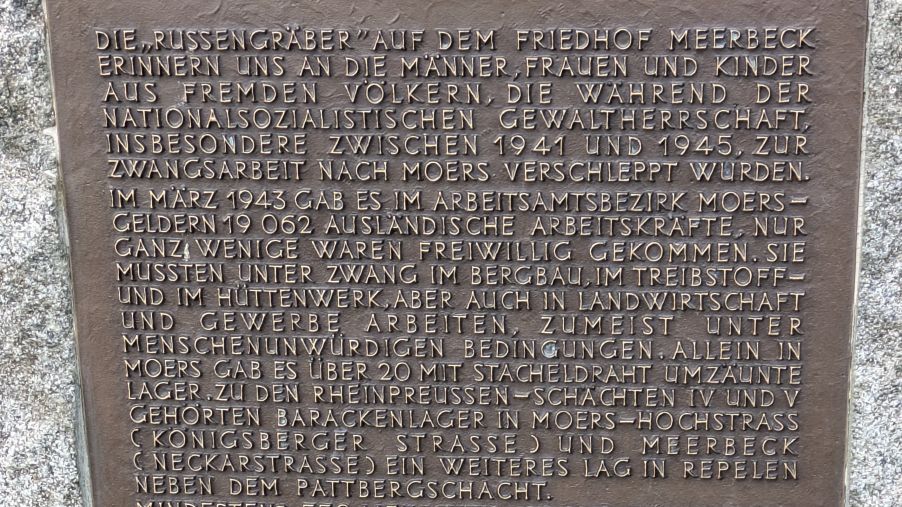 DIE „RUSSENGRÄBER" AUF DEM FRIEDHOF MEERBECK
ERINNERN UNS AN DIE MÄNNER, FRAUEN UND KINDER
AUS FREMDEN VÖLKERN, DIE WÄHREND DER
NATIONALSOZIALISTISCHEN GEWALTHERRSCHAFT,
INSBESONDERE ZWISCHEN 1941 UND 1945, ZUR
ZWANGSARBEIT NACH MOERS VERSCHLEPPT WURDEN.
IM MÄRZ 1943 GAB ES IM ARBEITSAMTSBEZIRK MOERS-
GELDERN 19 062 AUSLÄNDISCHE ARBEITSKRÄFTE, NUR
GANZ WENIGE WAREN FREIWILLIG GEKOMMEN. SIE
MUSSTEN UNTER ZWANG IM BERGBAU, IM TREIBSTOFF-
UND IM HÜTTENWERK, ABER AUCH IN LANDWIRTSCHAFT
UND GEWERBE ARBEITEN, ZUMEIST UNTER
MENSCHENUNWÜRDIGEN BEDINGUNGEN. ALLEIN IN
MOERS GAB ES ÜBER 20 MIT STACHELDRAHT UMZÄUNTE
LAGER. ZU DEN RHEINPREUSSEN-SCHÄCHTEN IV UND V
GEHÖRTEN BARACKENLAGER IN MOERS-HOCHSTRASS
(KÖNIGSBERGER STRASSE) UND MEERBECK
(NECKARSTRASSE) EIN WEITERES LAG IN REPELEN
NEBEN DEM PATTBERGSCHACHT.
MINDESTENS